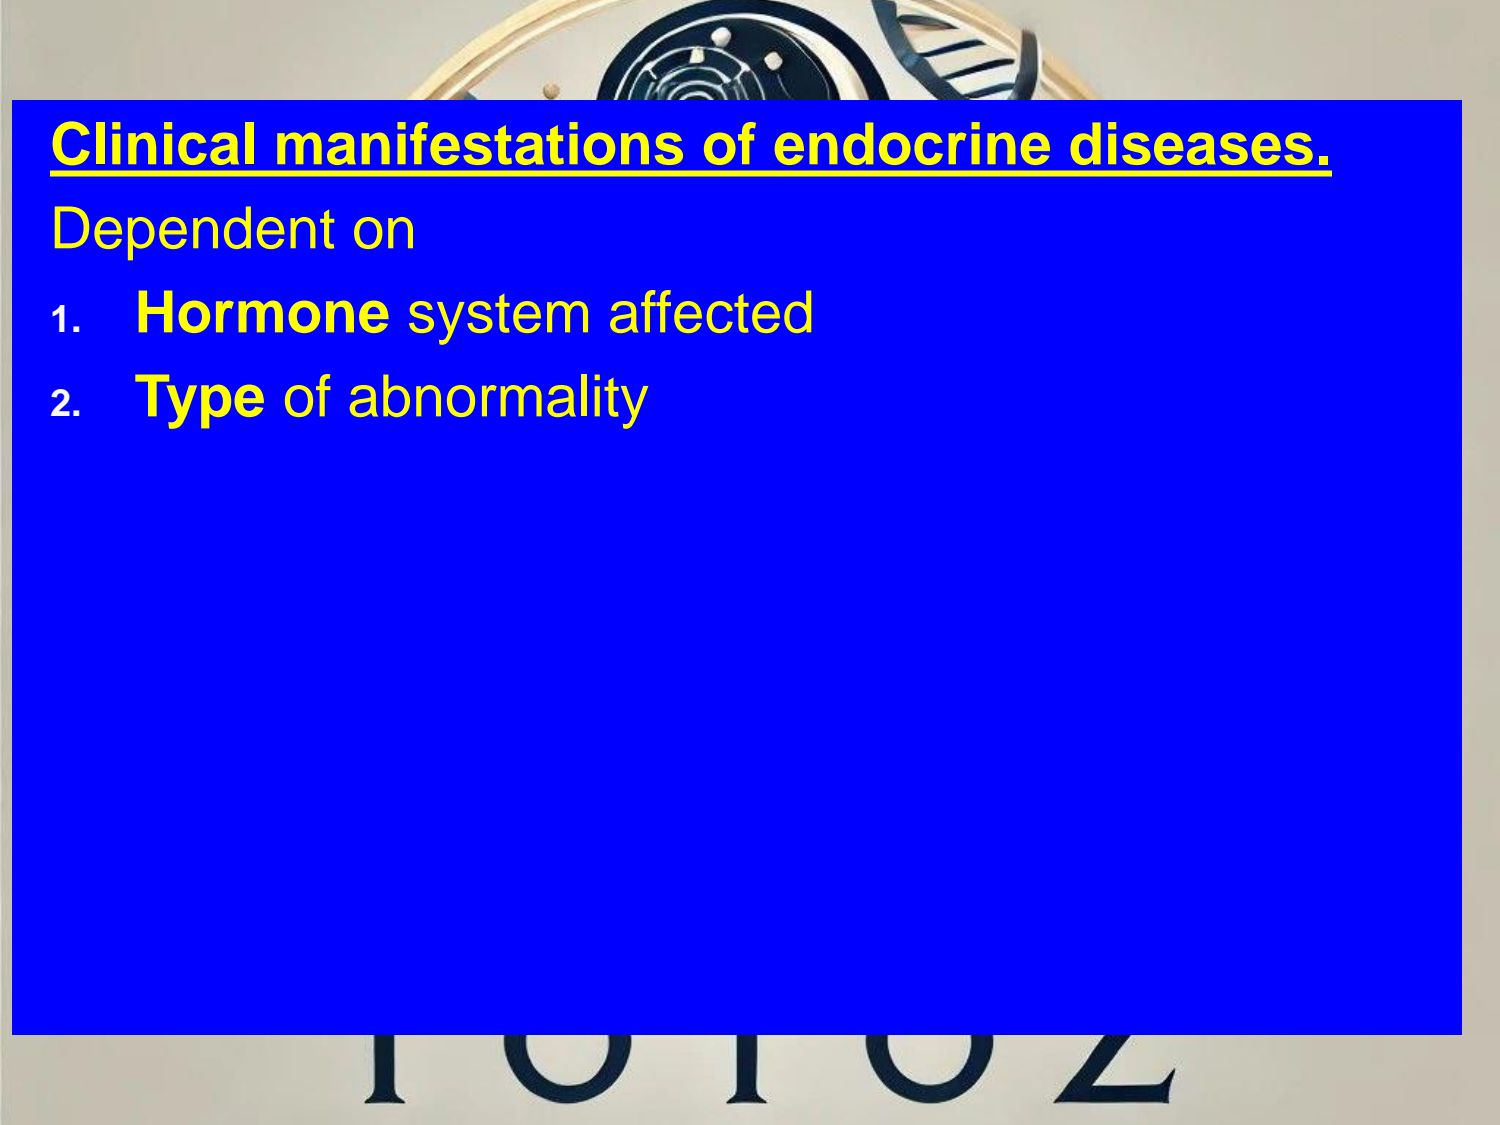 Clinical manifestations of endocrine diseases.
Dependent on
1. Hormone system affected
2. Type of abnormality